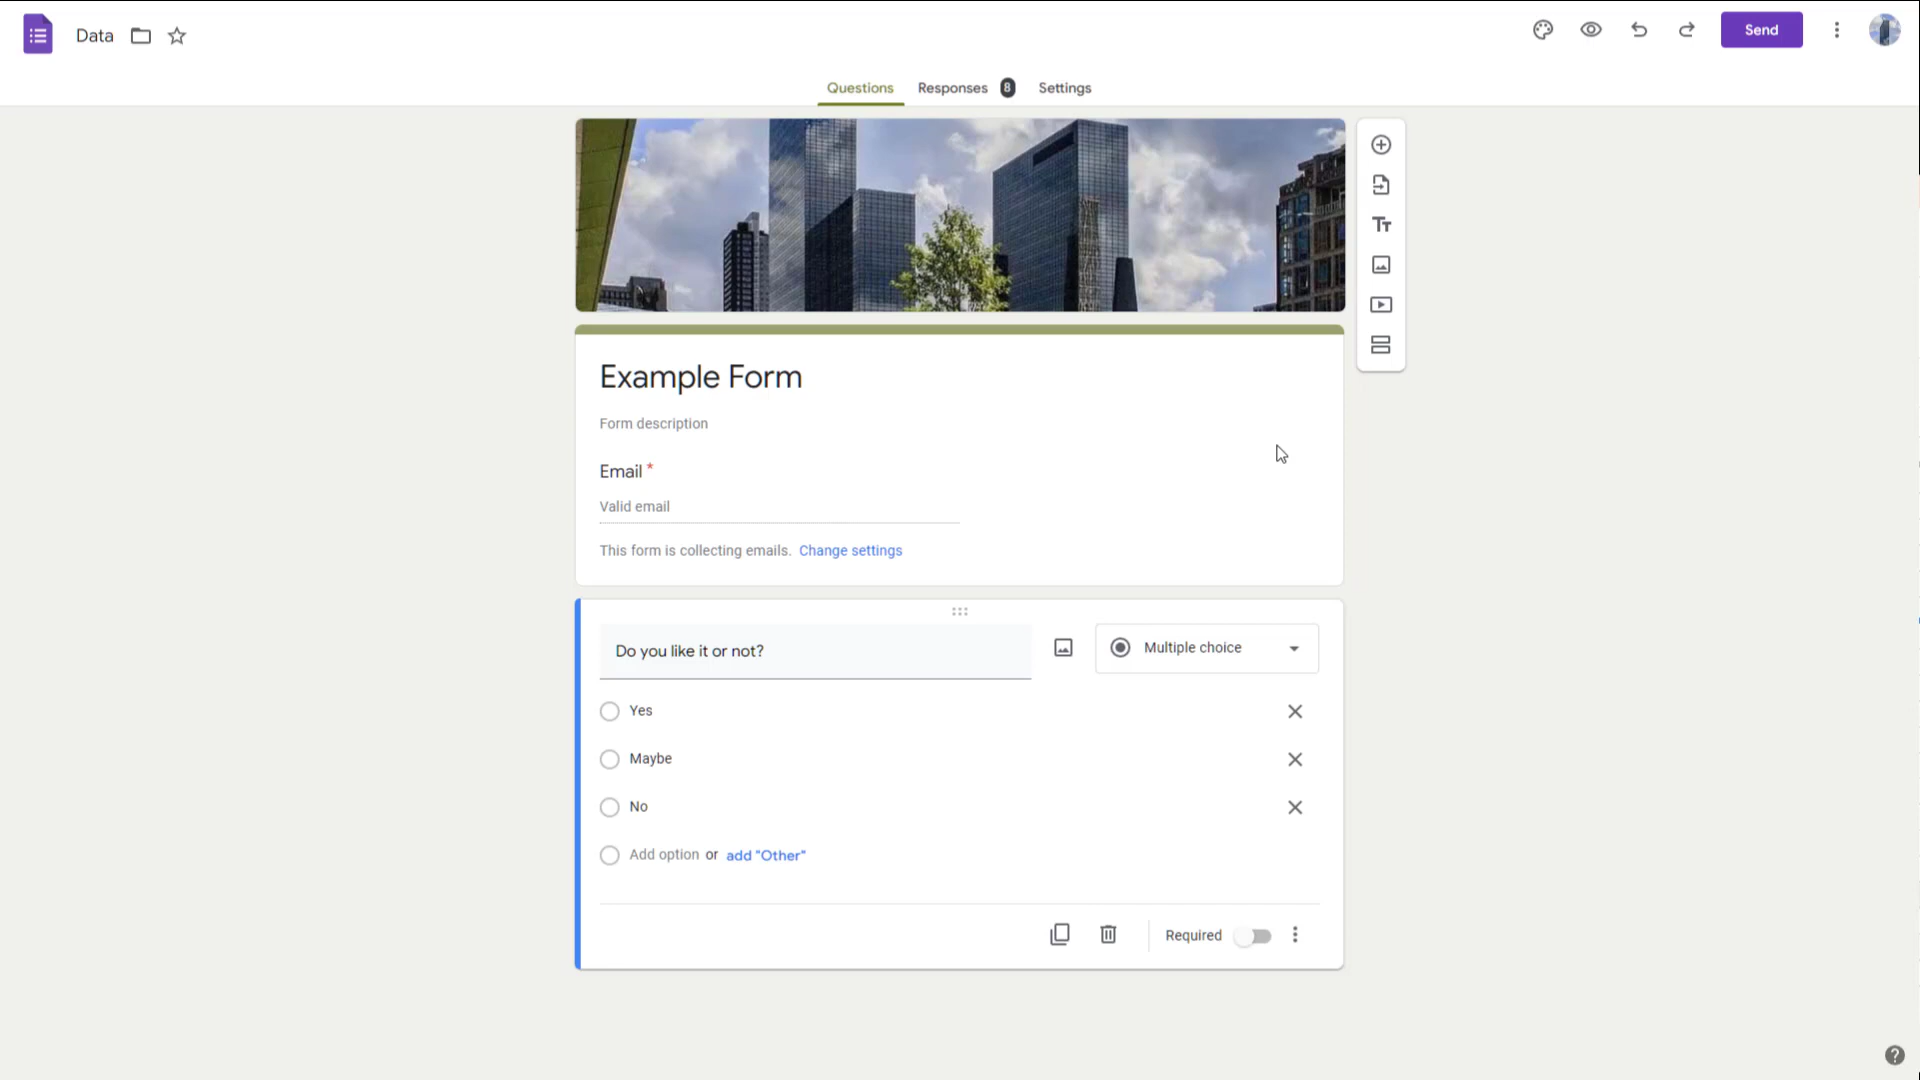 Data
Send
Questions Responses 8 Settings
Example Form
Form description
Email *
Valid email
This form is collecting emails. Change settings
Do you like it or not?
Multiple choice
Yes
Maybe
No
Add option or add "Other"
Required